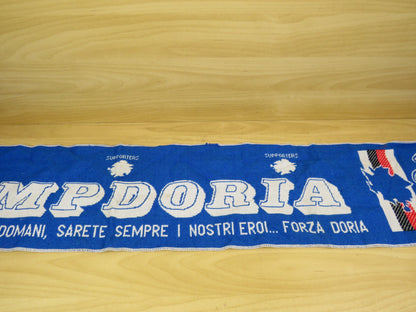 SUPPORTERS SUPPORTERS
MPDORIA
DOMANI, SARETE SEMPRE I NOSTRI EROI... FORZA DORIA